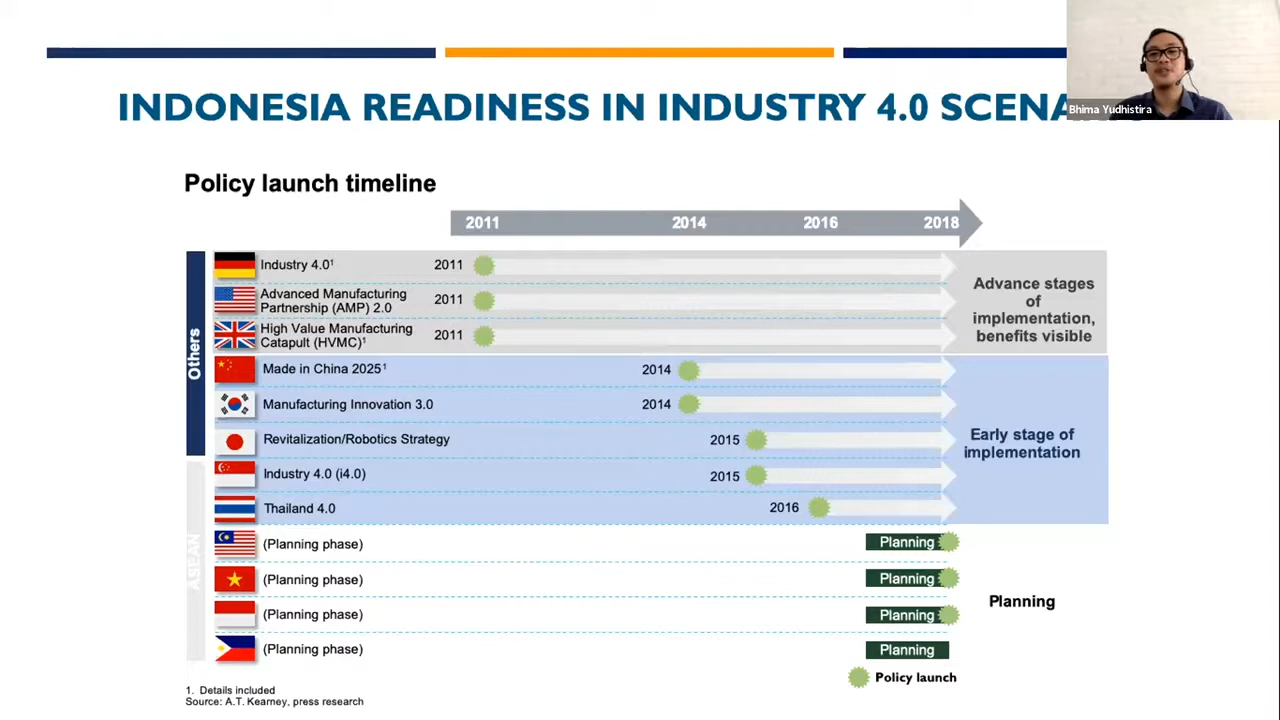 INDONESIA READINESS IN INDUSTRY 4.0
Bhima Yudhistira
Policy launch timeline
2011 2014 2016 2018
Others
Industry 4.0¹ 2011
Advanced Manufacturing
Partnership (AMP) 2.0 2011
High Value Manufacturing
Catapult (HVMC)¹ 2011
Advance stages
of
implementation,
benefits visible
Made in China 2025¹ 2014
Manufacturing Innovation 3.0 2014
Revitalization/Robotics Strategy 2015
Early stage of
implementation
ASEAN
Industry 4.0 (i4.0) 2015
Thailand 4.0 2016
(Planning phase) Planning
(Planning phase) Planning
(Planning phase) Planning
(Planning phase) Planning
Planning
Policy launch
1. Details included
Source: A.T. Kearney, press research